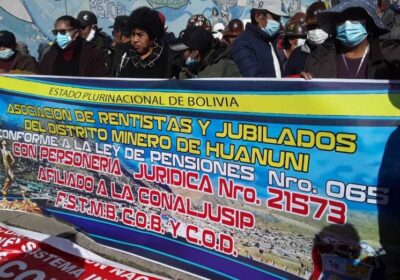 ESTADO PLURINACIONAL DE BOLIVIA
ASOCIACION DE RENTISTAS Y JUBILADOS
DEL DISTRITO MINERO DE HUANUNI
CONFORME A LA LEY DE PENSIONES Nro. 065
CON PERSONERIA JURIDICA Nro. 21573
AFILIADO A LA CONALJUSIP
F.S.T.M.B. C.O.B. Y C.O.D.
SISTEMA